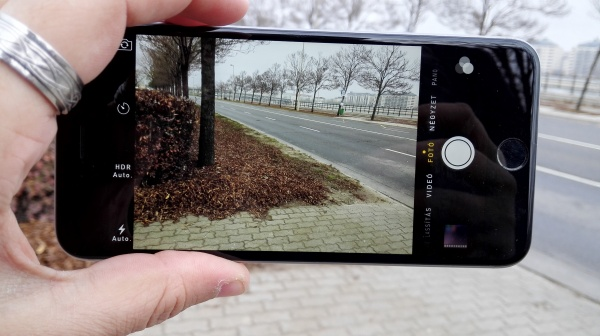 HDR
Auto.
Auto.
LASSÍTÁS
VIDEÓ
FOTÓ
NÉGYZET
PANO